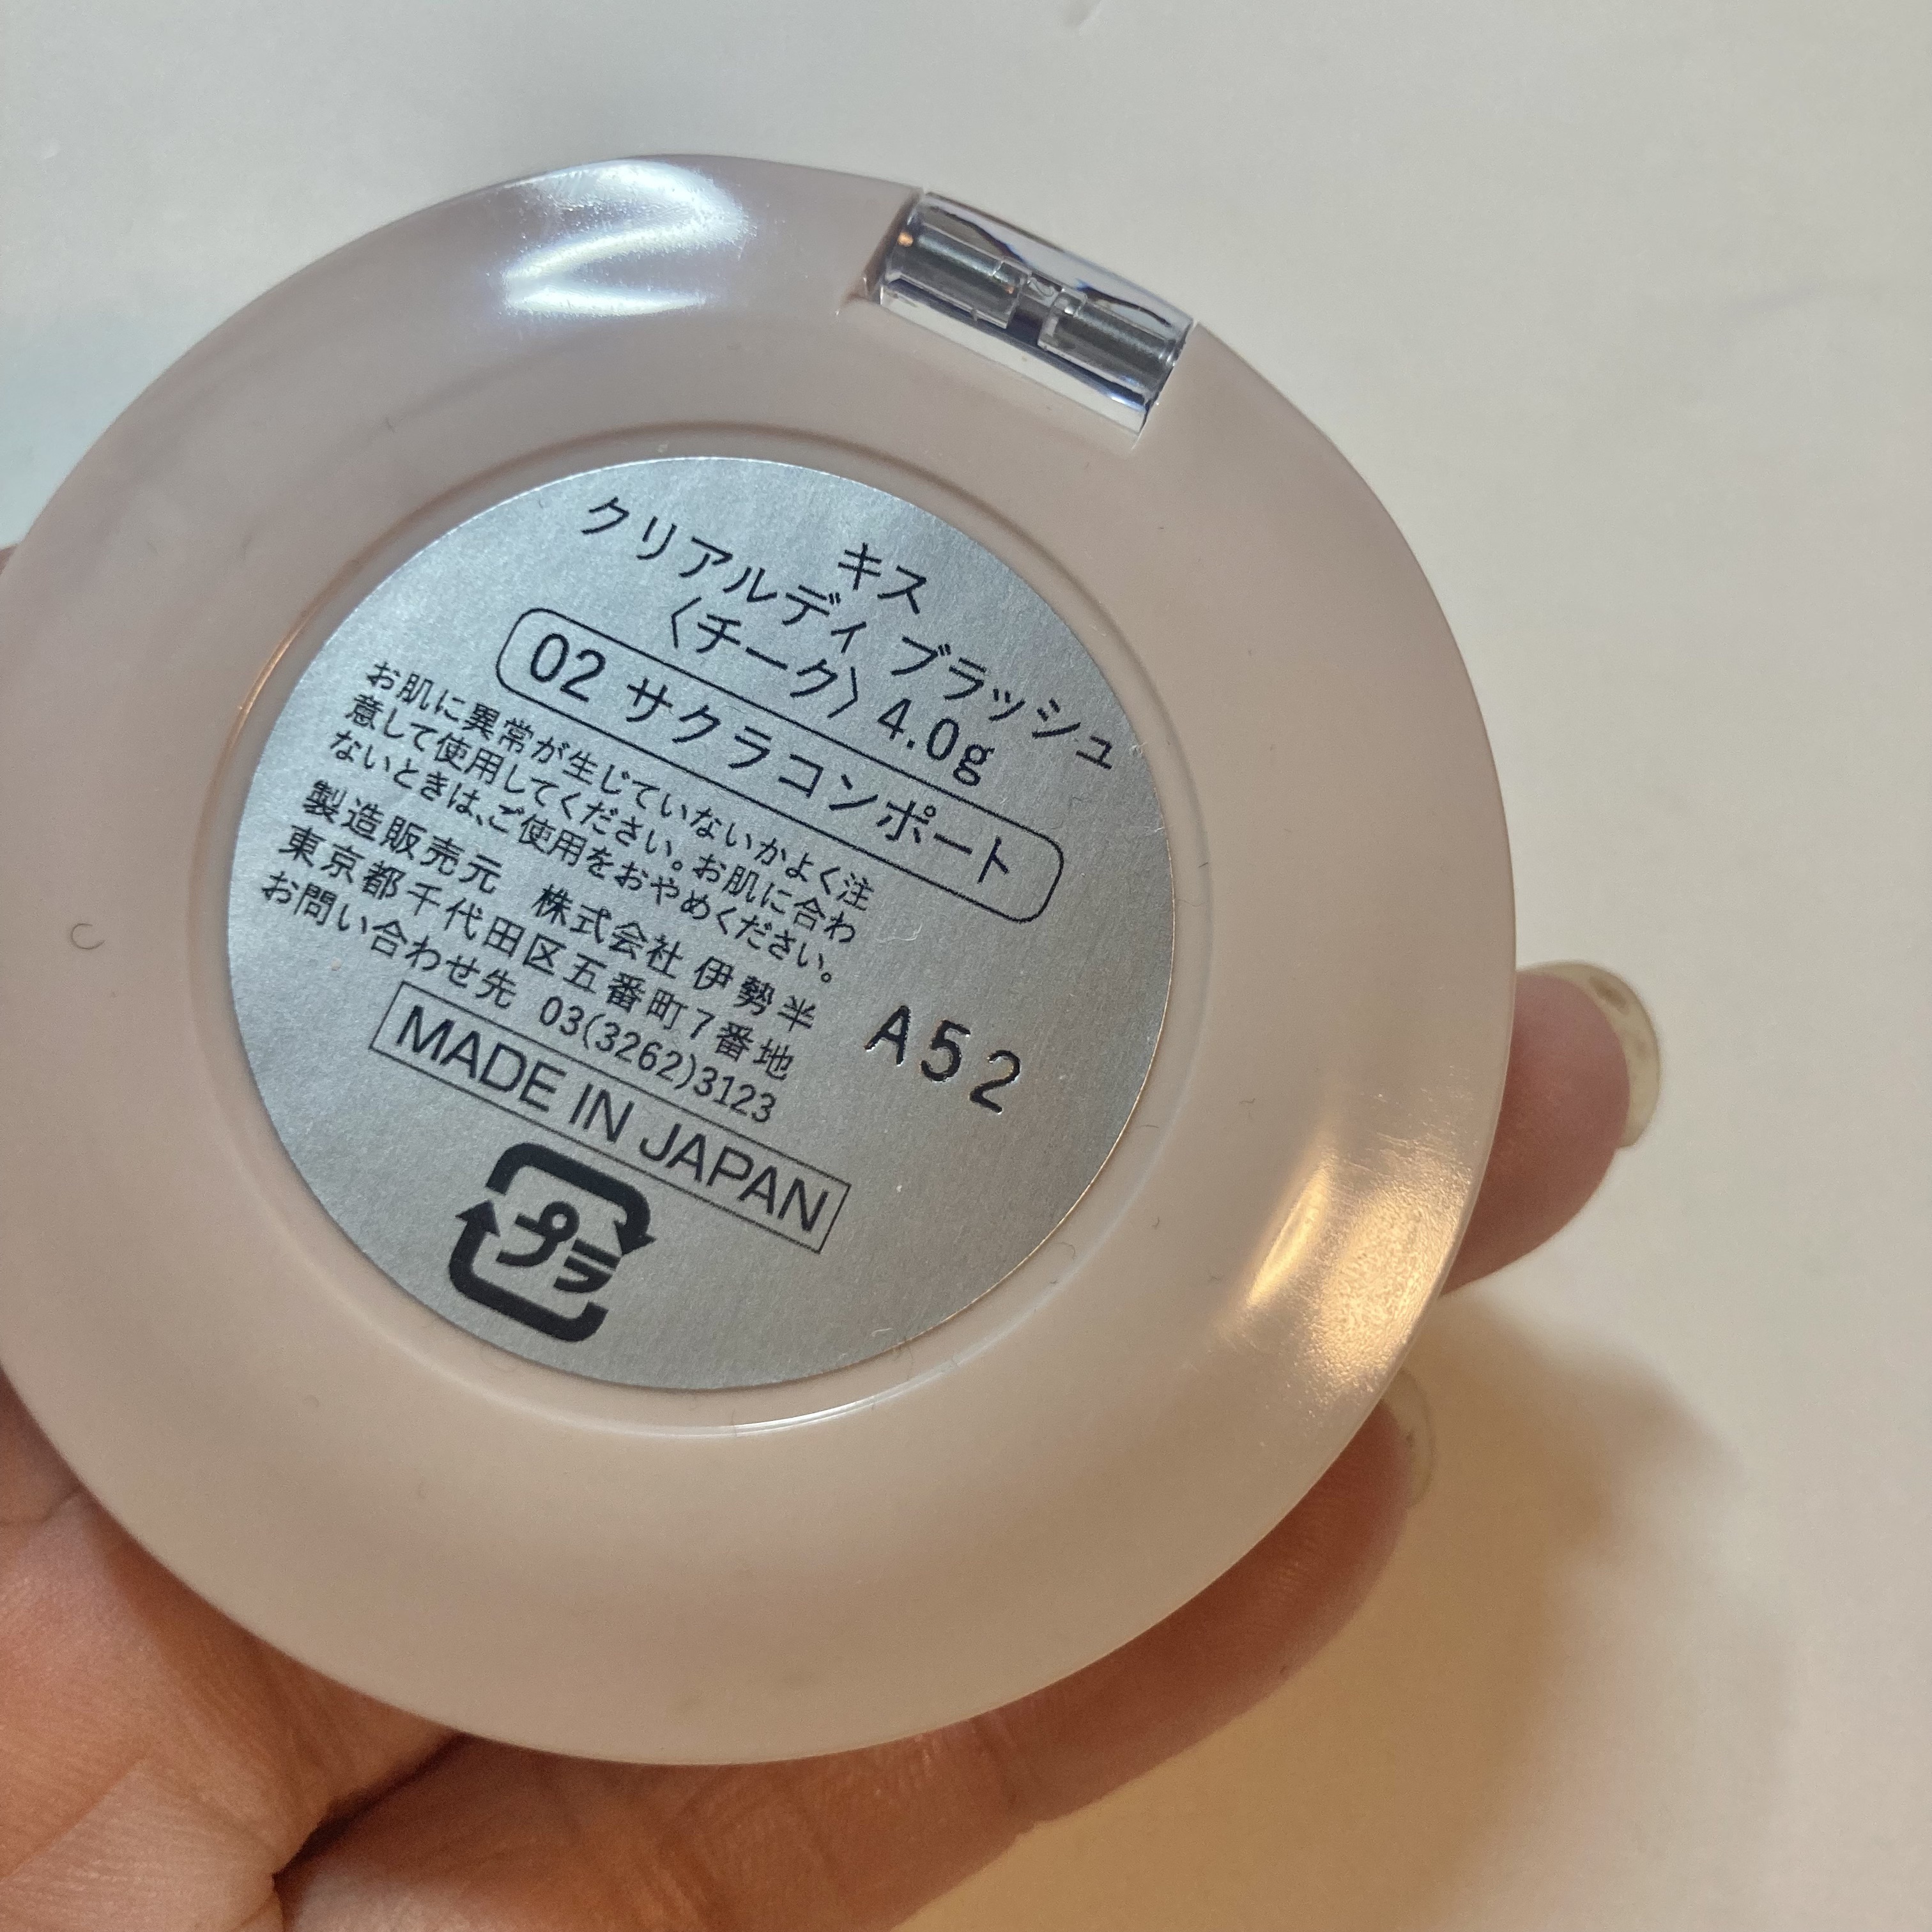 キス
クリアルディ ブラッシュ
〈チーク〉 4.0g
02 サクラコンポート
お肌に異常が生じていないかよく注
意して使用してください。お肌に合わ
ないときは、ご使用をおやめください。
製造販売元 株式会社 伊勢半
東京都千代田区五番町7番地
お問い合わせ先 03(3262)3123
A52
MADE IN JAPAN
プラ